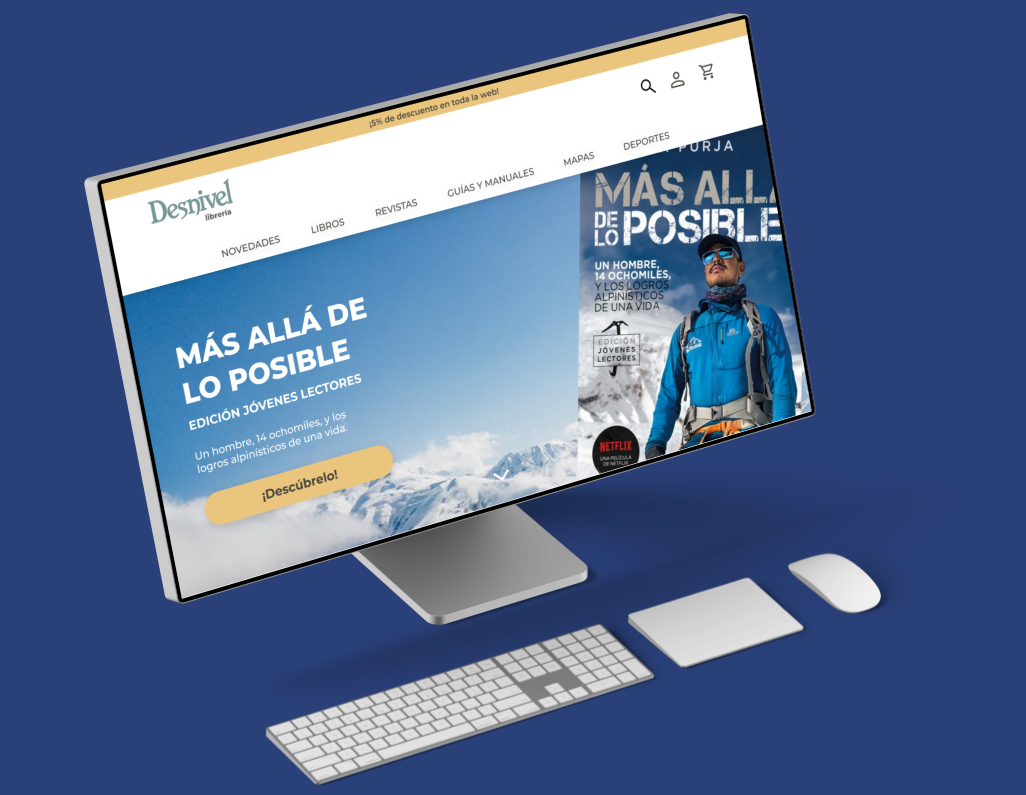 ¡5% de descuento en toda la web!
Desnivel
librería
NOVEDADES
LIBROS
REVISTAS
GUÍAS Y MANUALES
MAPAS
DEPORTES
MÁS ALLÁ DE
LO POSIBLE
EDICIÓN JÓVENES LECTORES
Un hombre, 14 ochomiles, y los
logros alpinísticos de una vida.
¡Descúbrelo!
PURJA
MÁS ALLÁ
DE
LO POSIBLE
UN HOMBRE,
14 OCHOMILES,
Y LOS LOGROS
ALPINÍSTICOS
DE UNA VIDA
EDICIÓN
JÓVENES
LECTORES
NETFLIX
UNA PELÍCULA
DE NETFLIX